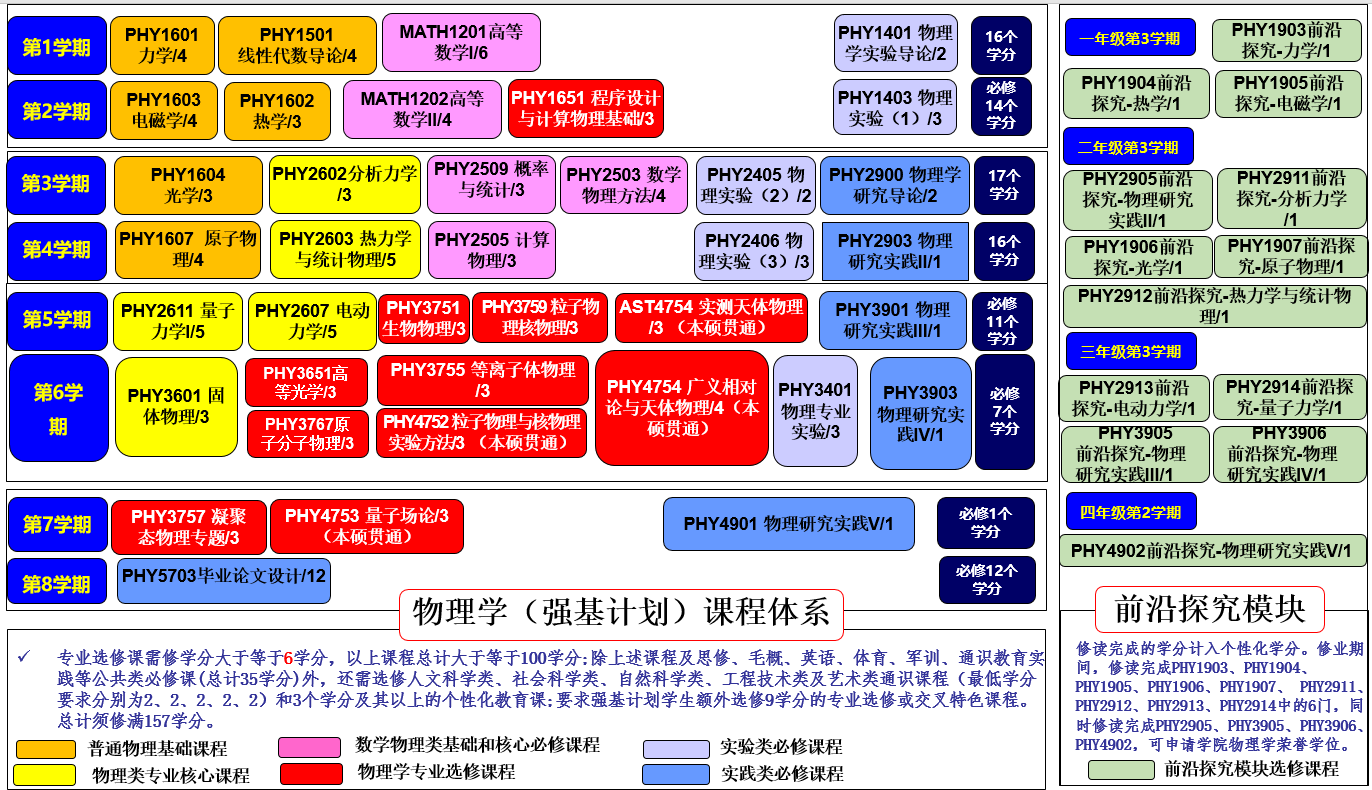 第1学期
PHY1601
力学/4
PHY1501
线性代数导论/4
MATH1201高等
数学I/6
PHY1401 物理
学实验导论/2
16个
学分
第2学期
PHY1603
电磁学/4
PHY1602
热学/3
MATH1202高等
数学II/4
PHY1651 程序设计
与计算物理基础/3
PHY1403 物理
实验（1）/3
必修
14个
学分
第3学期
PHY1604
光学/3
PHY2602分析力学
/3
PHY2509 概率
与统计/3
PHY2503 数学
物理方法/4
PHY2405 物
理实验（2）/2
PHY2900 物理学
研究导论/2
17个
学分
第4学期
PHY1607 原子物
理/4
PHY2603 热力学
与统计物理/5
PHY2505 计算
物理/3
PHY2406 物
理实验（3）/3
PHY2903 物理
研究实践II/1
16个
学分
第5学期
PHY2611 量子
力学I/5
PHY2607 电动
力学/5
PHY3751
生物物理/3
PHY3759 粒子物
理核物理/3
AST4754 实测天体物理
/3 （本硕贯通）
PHY3901 物理
研究实践III/1
必修
11个
学分
第6学
期
PHY3601 固
体物理/3
PHY3651高
等光学/3
PHY3767原
子分子物理/3
PHY3755 等离子体物理
/3
PHY4752 粒子物理与核物理
实验方法/3 （本硕贯通）
PHY4754 广义相对
论与天体物理/4（本
硕贯通）
PHY3401
物理专业
实验/3
PHY3903
物理研究实
践IV/1
必修
7个
学分
第7学期
PHY3757 凝聚
态物理专题/3
PHY4753 量子场论/3
（本硕贯通）
PHY4901 物理研究实践V/1
必修1个
学分
第8学期
PHY5703毕业论文设计/12
必修12个
学分
物理学（强基计划）课程体系
✓ 专业选修课需修学分大于等于6学分，以上课程总计大于等于100学分;除上述课程及思修、毛概、英语、体育、军训、通识教育实
践等公共类必修课(总计35学分)外，还需选修人文科学类、社会科学类、自然科学类、工程技术类及艺术类通识课程（最低学分
要求分别为2、2、2、2、2）和3个学分及其以上的个性化教育课;要求强基计划学生额外选修9学分的专业选修或交叉特色课程。
总计须修满157学分。
普通物理基础课程
数学物理类基础和核心必修课程
实验类必修课程
物理类专业核心课程
物理学专业选修课程
实践类必修课程
一年级第3学期
PHY1903前沿
探究-力学/1
PHY1904前沿
探究-热学/1
PHY1905前沿
探究-电磁学/1
二年级第3学期
PHY2905前沿
探究-物理研究
实践II/1
PHY2911前沿
探究-分析力学
/1
PHY1906前沿
探究-光学/1
PHY1907前沿探
究-原子物理/1
PHY2912前沿探究-热力学与统计物
理/1
三年级第3学期
PHY2913前沿
探究-电动力学/1
PHY2914前沿探
究-量子力学/1
PHY3905
前沿探究-物理
研究实践III/1
PHY3906
前沿探究-物理
研究实践IV/1
四年级第2学期
PHY4902前沿探究-物理研究实践V/1
前沿探究模块
修读完成的学分计入个性化学分。修业期
间，修读完成PHY1903、PHY1904、
PHY1905、PHY1906、PHY1907、 PHY2911、
PHY2912、PHY2913、PHY2914中的6门，同
时修读完成PHY2905、PHY3905、PHY3906、
PHY4902，可申请学院物理学荣誉学位。
前沿探究模块选修课程